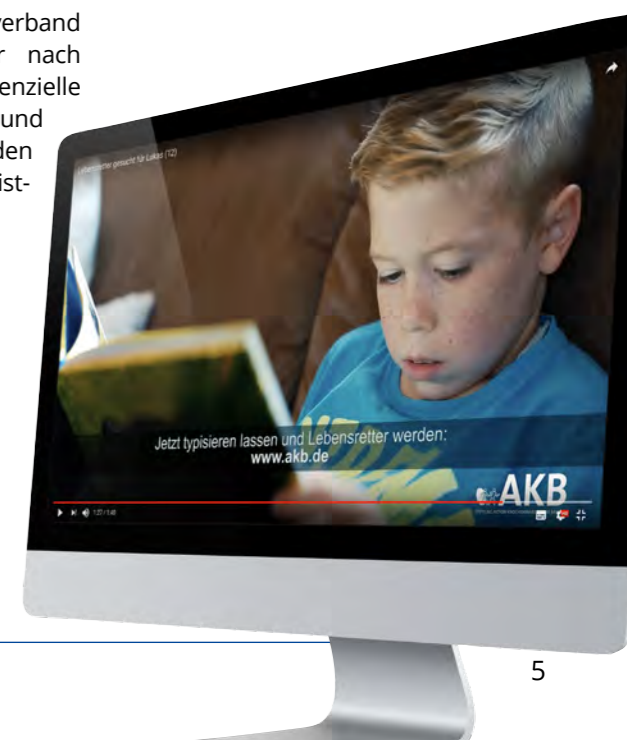 verband
r nach
enzielle
und
den
ist-
Lebensretter gesucht für Lukas (12)
Jetzt typisieren lassen und Lebensretter werden:
www.akb.de
AKB
5